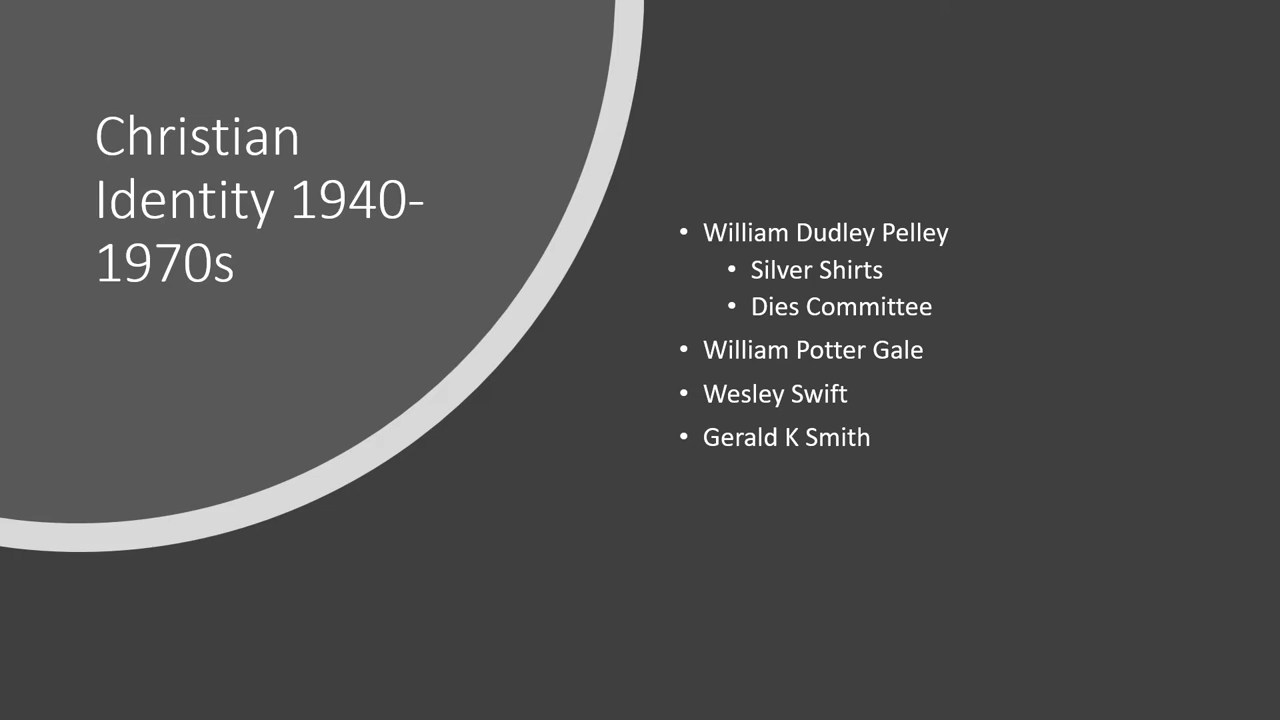 Christian
Identity 1940-
1970s
• William Dudley Pelley
• Silver Shirts
• Dies Committee
• William Potter Gale
• Wesley Swift
• Gerald K Smith